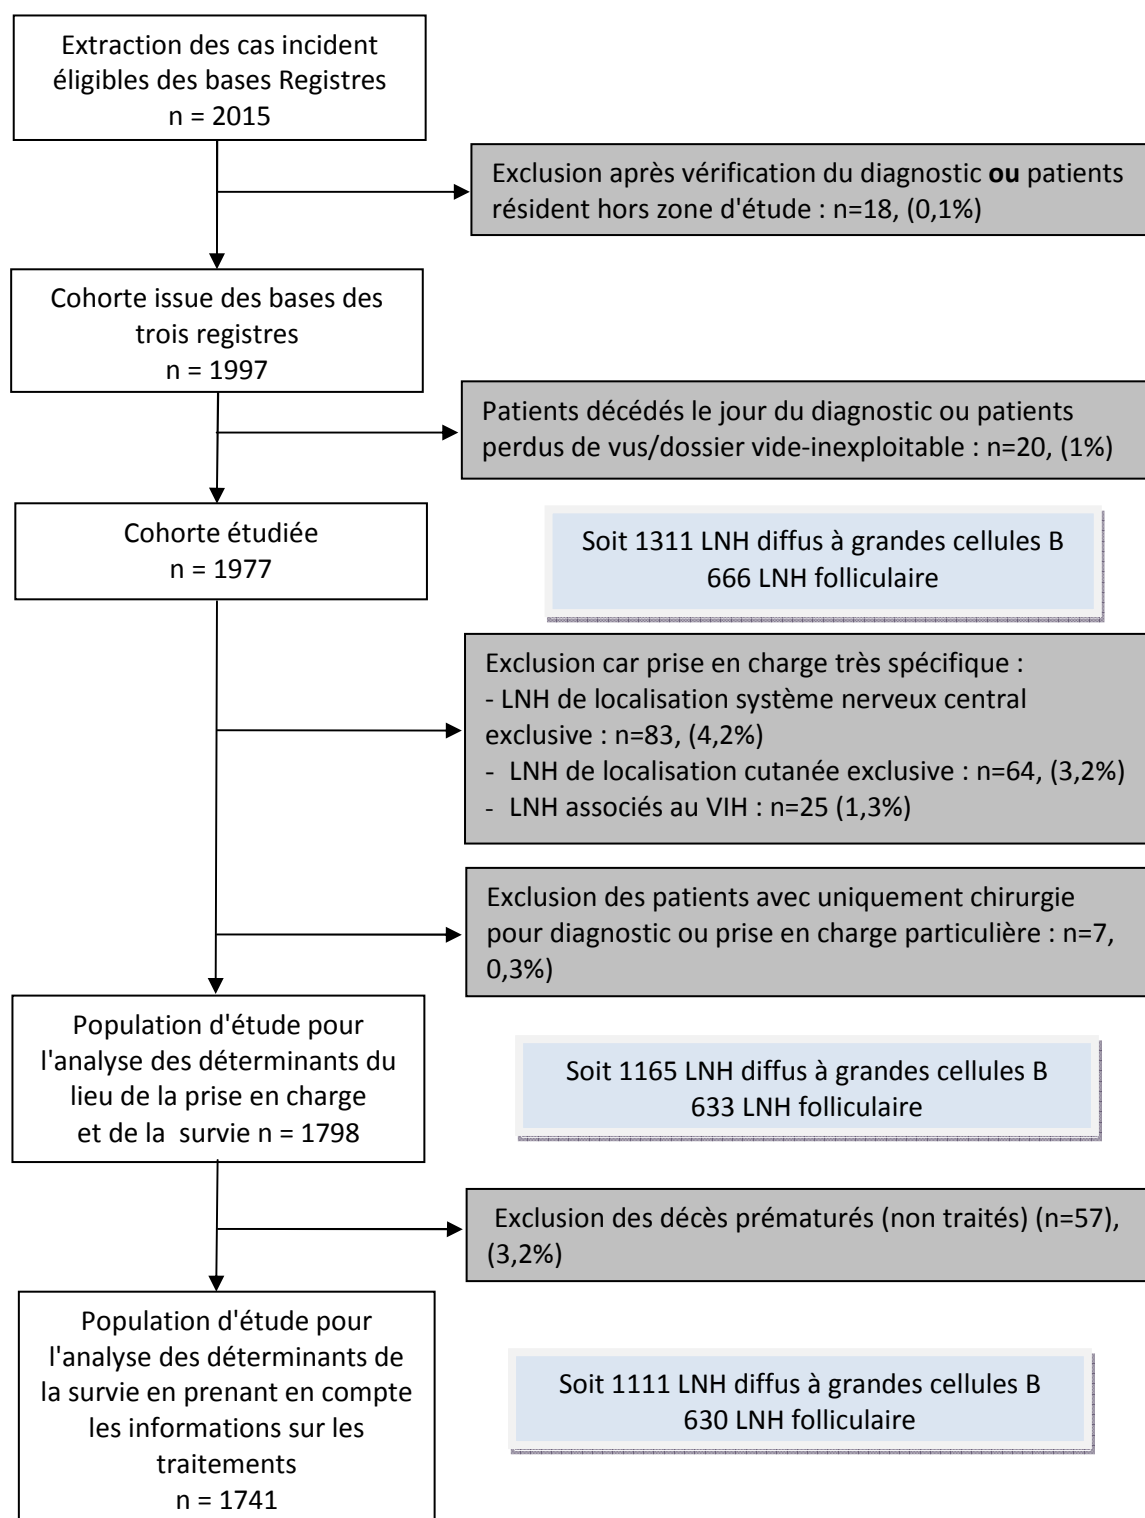 Extraction des cas incident
éligibles des bases Registres
n = 2015
Exclusion après vérification du diagnostic ou patients
résident hors zone d'étude : n=18, (0,1%)
Cohorte issue des bases des
trois registres
n = 1997
Patients décédés le jour du diagnostic ou patients
perdus de vus/dossier vide-inexploitable : n=20, (1%)
Cohorte étudiée
n = 1977
Soit 1311 LNH diffus à grandes cellules B
666 LNH folliculaire
Exclusion car prise en charge très spécifique :
- LNH de localisation système nerveux central
exclusive : n=83, (4,2%)
- LNH de localisation cutanée exclusive : n=64, (3,2%)
- LNH associés au VIH : n=25 (1,3%)
Exclusion des patients avec uniquement chirurgie
pour diagnostic ou prise en charge particulière : n=7,
0,3%)
Population d'étude pour
l'analyse des déterminants du
lieu de la prise en charge
et de la survie n = 1798
Soit 1165 LNH diffus à grandes cellules B
633 LNH folliculaire
Exclusion des décès prématurés (non traités) (n=57),
(3,2%)
Population d'étude pour
l'analyse des déterminants de
la survie en prenant en compte
les informations sur les
traitements
n = 1741
Soit 1111 LNH diffus à grandes cellules B
630 LNH folliculaire